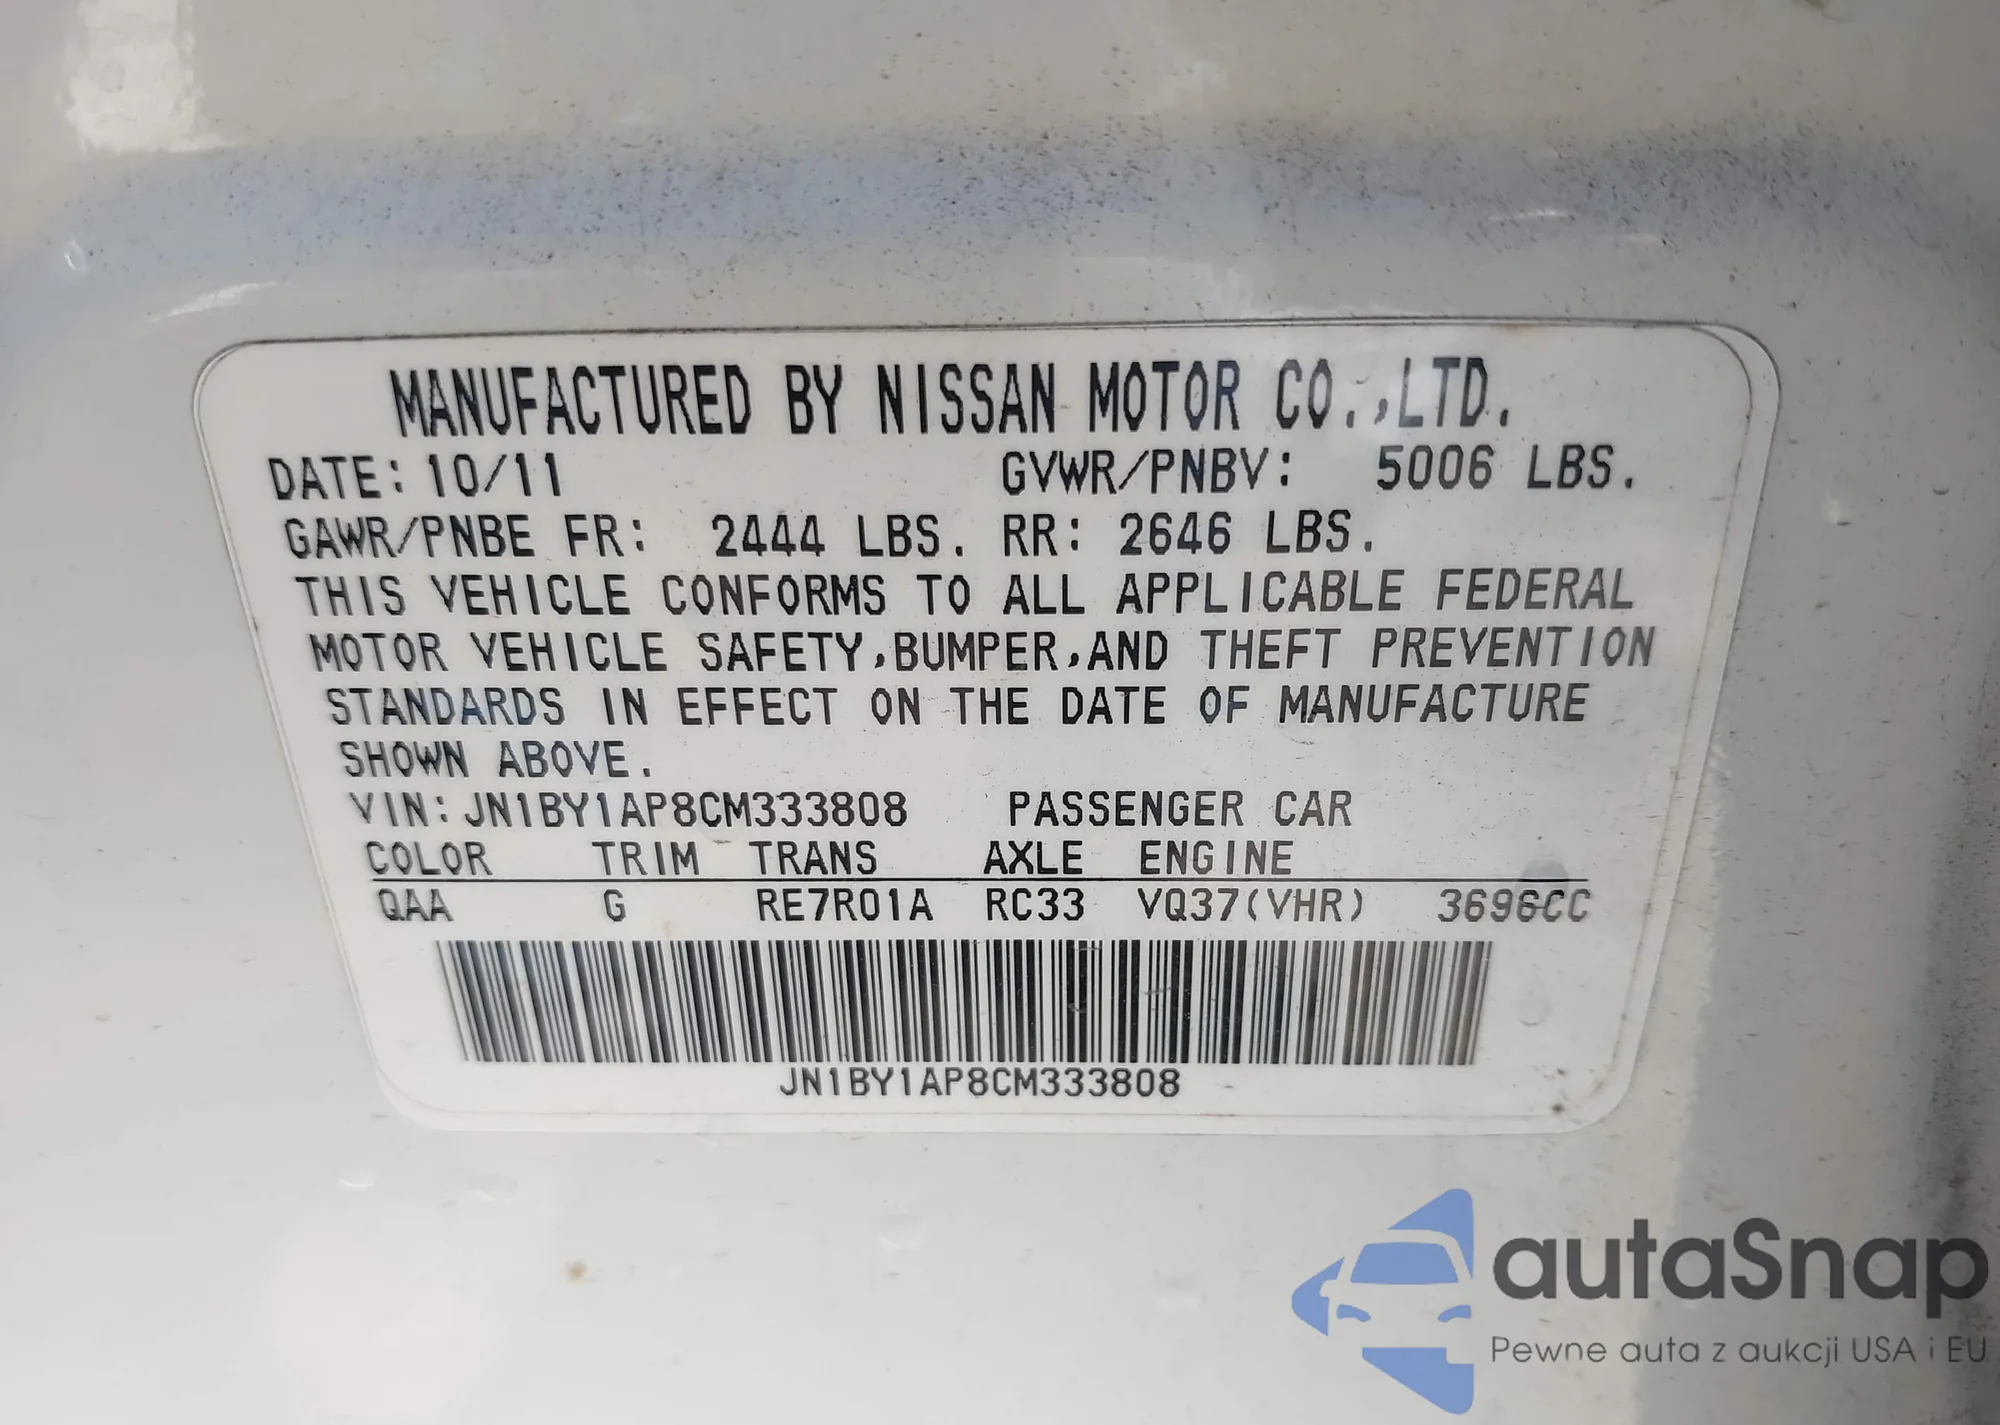 MANUFACTURED BY NISSAN MOTOR CO.,LTD.
DATE: 10/11 GVWR/PNBV: 5006 LBS.
GAWR/PNBE FR: 2444 LBS. RR: 2646 LBS.
THIS VEHICLE CONFORMS TO ALL APPLICABLE FEDERAL
MOTOR VEHICLE SAFETY,BUMPER,AND THEFT PREVENTION
STANDARDS IN EFFECT ON THE DATE OF MANUFACTURE
SHOWN ABOVE.
VIN:JN1BY1AP8CM333808 PASSENGER CAR
COLOR TRIM TRANS AXLE ENGINE
QAA G RE7R01A RC33 VQ37(VHR) 3696CC
JN1BY1AP8CM333808
autaSnap
Pewne auta z aukcji USA i EU